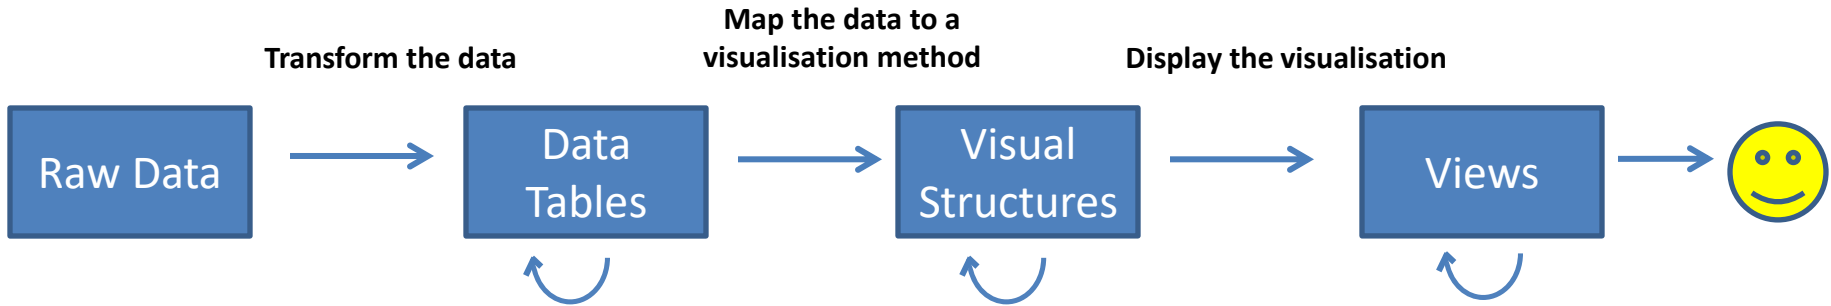 Transform the data
Map the data to a
visualisation method
Display the visualisation
Raw Data
Data
Tables
Visual
Structures
Views